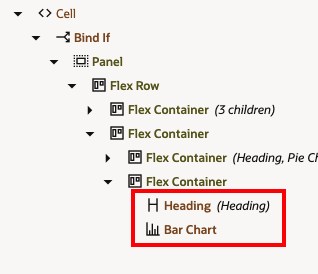 Cell
Bind If
Panel
Flex Row
Flex Container (3 children)
Flex Container
Flex Container (Heading, Pie
Flex Container
Heading (Heading)
Bar Chart